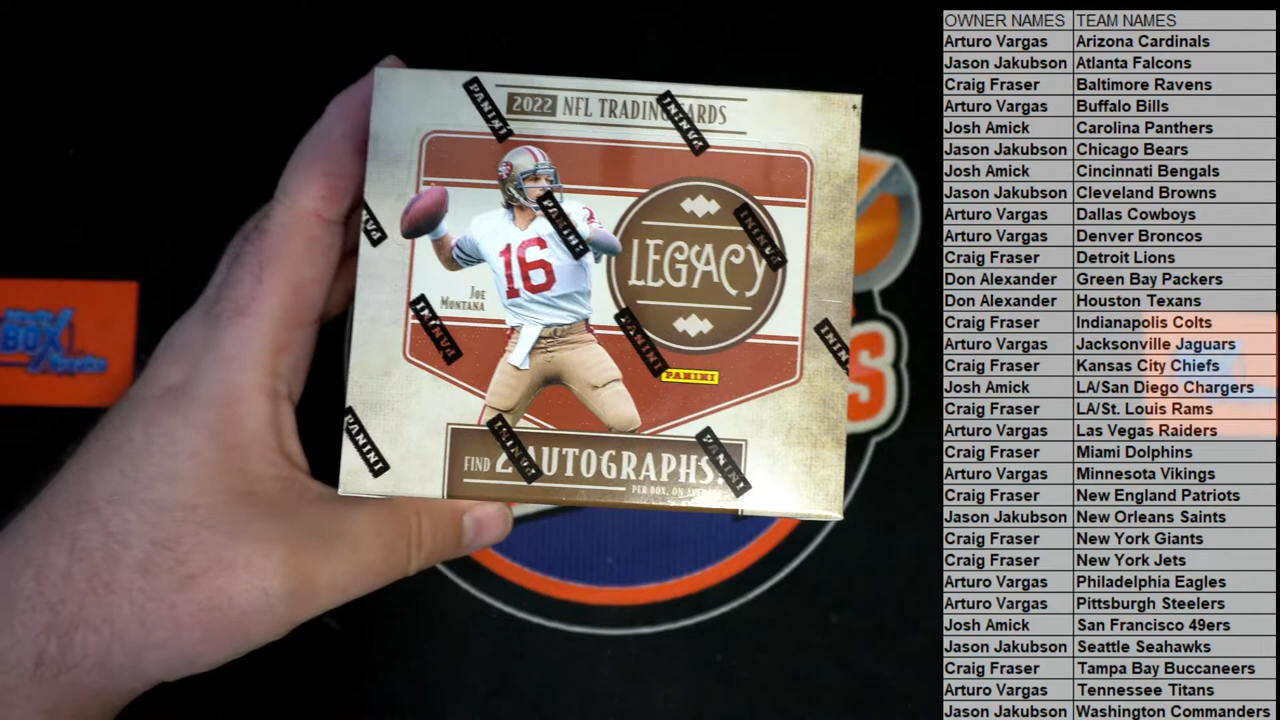 2022 NFL TRADING CARDS
PANINI
PANINI
PANINI
PANINI
LEGACY
JOE
MONTANA
16
PANINI
PANINI
PANINI
PANINI
PANINI
PANINI
FIND 2 AUTOGRAPHS!
PER BOX, ON AVERAGE
BOX
OWNER NAMES TEAM NAMES
Arturo Vargas Arizona Cardinals
Jason Jakubson Atlanta Falcons
Craig Fraser Baltimore Ravens
Arturo Vargas Buffalo Bills
Josh Amick Carolina Panthers
Jason Jakubson Chicago Bears
Josh Amick Cincinnati Bengals
Jason Jakubson Cleveland Browns
Arturo Vargas Dallas Cowboys
Arturo Vargas Denver Broncos
Craig Fraser Detroit Lions
Don Alexander Green Bay Packers
Don Alexander Houston Texans
Craig Fraser Indianapolis Colts
Arturo Vargas Jacksonville Jaguars
Craig Fraser Kansas City Chiefs
Josh Amick LA/San Diego Chargers
Craig Fraser LA/St. Louis Rams
Arturo Vargas Las Vegas Raiders
Craig Fraser Miami Dolphins
Arturo Vargas Minnesota Vikings
Craig Fraser New England Patriots
Jason Jakubson New Orleans Saints
Craig Fraser New York Giants
Craig Fraser New York Jets
Arturo Vargas Philadelphia Eagles
Arturo Vargas Pittsburgh Steelers
Josh Amick San Francisco 49ers
Jason Jakubson Seattle Seahawks
Craig Fraser Tampa Bay Buccaneers
Arturo Vargas Tennessee Titans
Jason Jakubson Washington Commanders